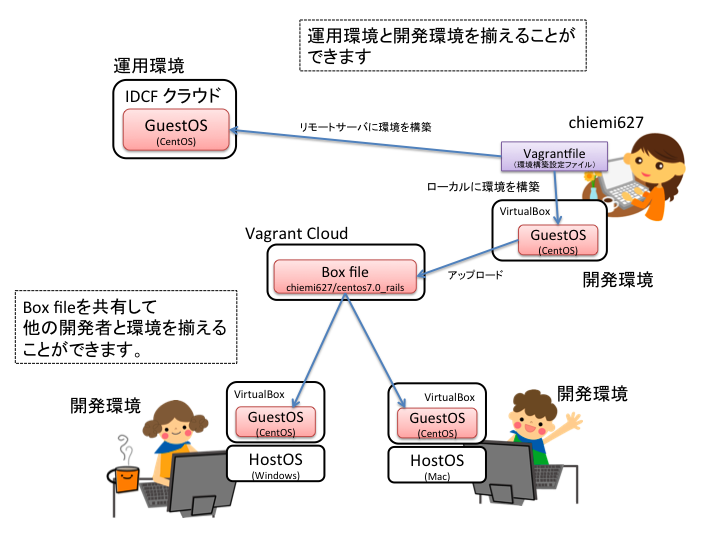 運用環境と開発環境を揃えることが
できます
運用環境
IDCF クラウド
GuestOS
(CentOS)
リモートサーバに環境を構築
chiemi627
Vagrantfile
(環境構築設定ファイル)
ローカルに環境を構築
VirtualBox
GuestOS
(CentOS)
開発環境
Vagrant Cloud
Box file
chiemi627/centos7.0_rails
アップロード
Box fileを共有して
他の開発者と環境を揃える
ことができます。
開発環境
VirtualBox
GuestOS
(CentOS)
HostOS
(Windows)
VirtualBox
GuestOS
(CentOS)
HostOS
(Mac)
開発環境